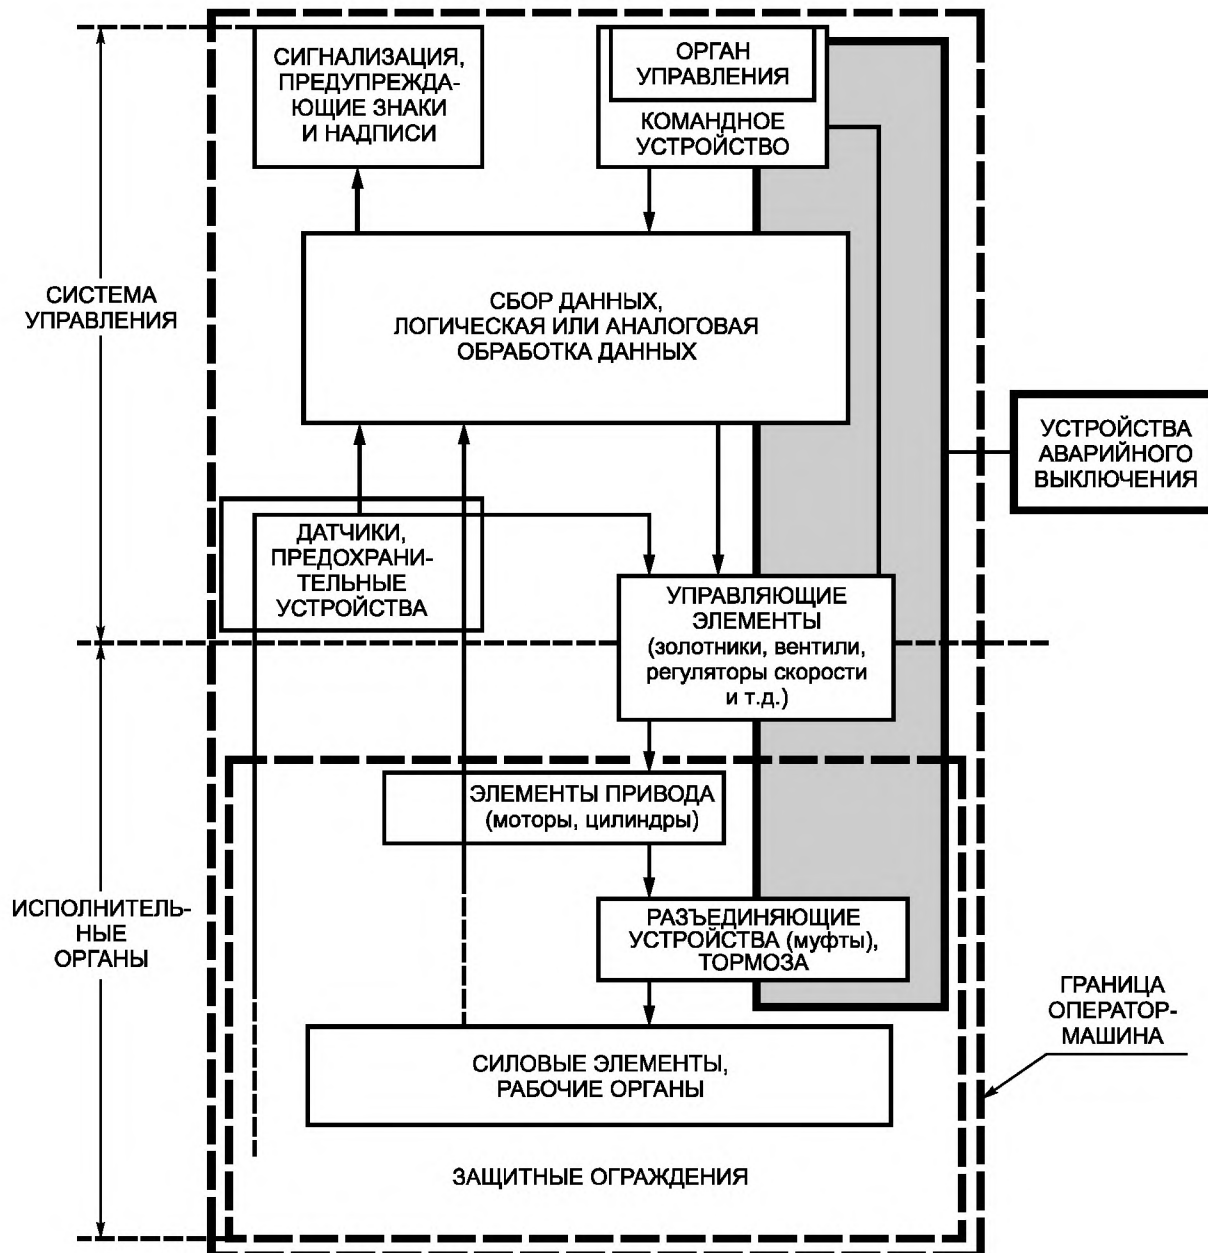 СИГНАЛИЗАЦИЯ,
ПРЕДУПРЕЖДА-
ЮЩИЕ ЗНАКИ
И НАДПИСИ
ОРГАН
УПРАВЛЕНИЯ
КОМАНДНОЕ
УСТРОЙСТВО
СИСТЕМА
УПРАВЛЕНИЯ
СБОР ДАННЫХ,
ЛОГИЧЕСКАЯ ИЛИ АНАЛОГОВАЯ
ОБРАБОТКА ДАННЫХ
УСТРОЙСТВА
АВАРИЙНОГО
ВЫКЛЮЧЕНИЯ
ДАТЧИКИ,
ПРЕДОХРАНИ-
ТЕЛЬНЫЕ
УСТРОЙСТВА
УПРАВЛЯЮЩИЕ
ЭЛЕМЕНТЫ
(золотники, вентили,
регуляторы скорости
и т.д.)
ЭЛЕМЕНТЫ ПРИВОДА
(моторы, цилиндры)
ИСПОЛНИТЕЛЬ-
НЫЕ
ОРГАНЫ
РАЗЪЕДИНЯЮЩИЕ
УСТРОЙСТВА (муфты),
ТОРМОЗА
ГРАНИЦА
ОПЕРАТОР-
МАШИНА
СИЛОВЫЕ ЭЛЕМЕНТЫ,
РАБОЧИЕ ОРГАНЫ
ЗАЩИТНЫЕ ОГРАЖДЕНИЯ